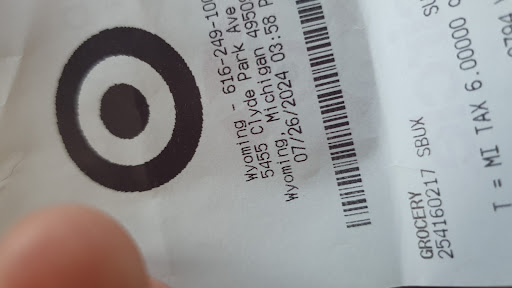 Wyoming - 616-249-100
5455 Clyde Park Ave
Wyoming, Michigan 4950
07/26/2024 03:58 P
GROCERY
254160217 SBUX
T = MI TAX 6.00000